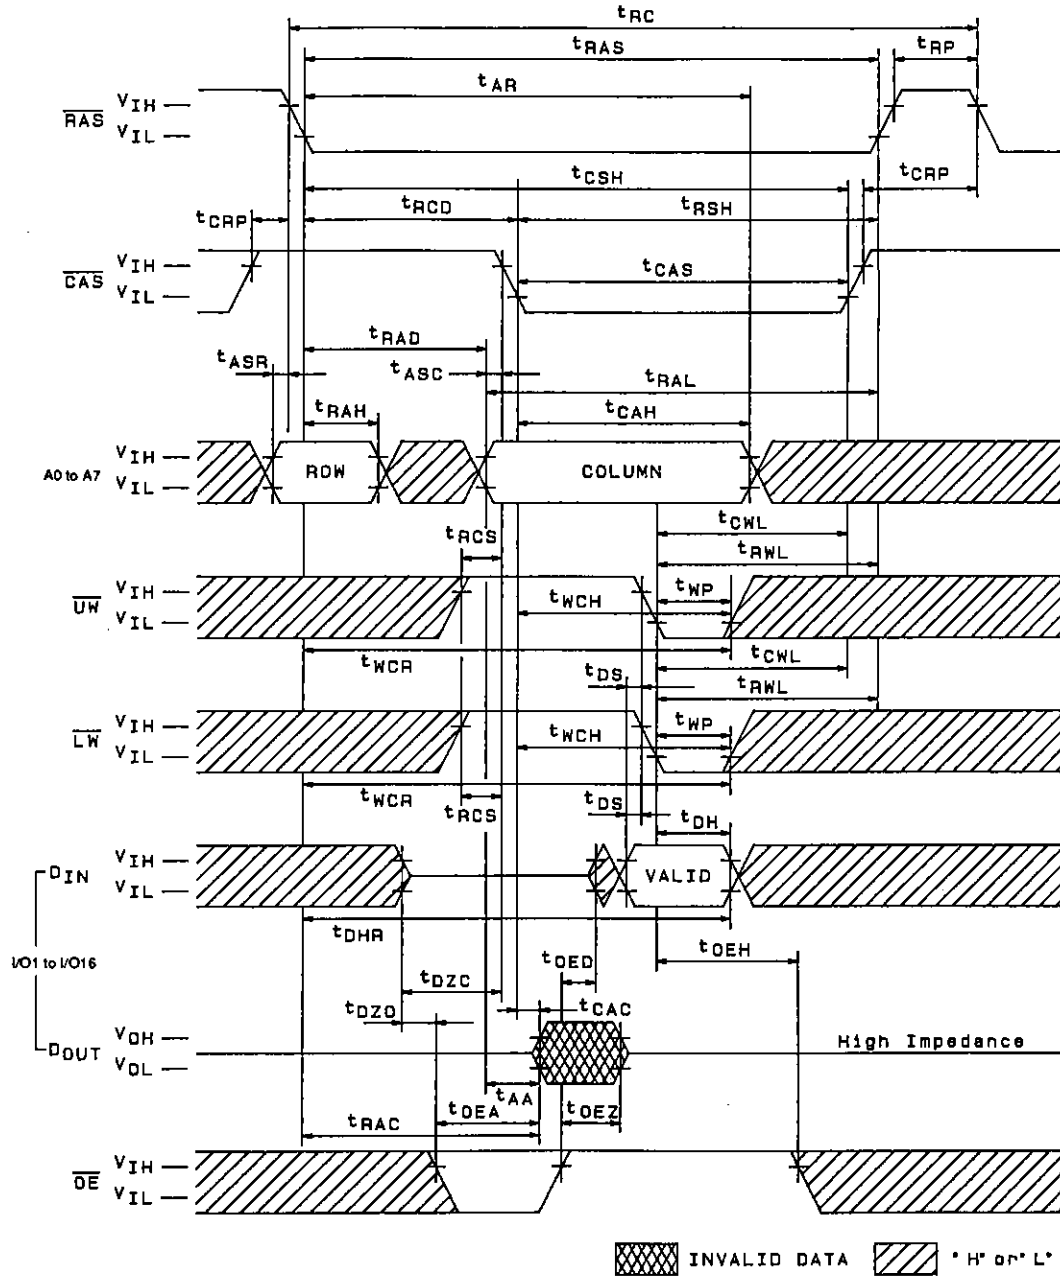 tRC
tRAS
tRP
tAR
RAS
VIH
VIL
tCSH
tCRP
tCRP
tRCD
tRSH
CAS
VIH
VIL
tCAS
tRAD
tASR
tASC
tRAL
tRAH
tCAH
A0 to A7
VIH
VIL
ROW
COLUMN
tRCS
tCWL
tRWL
UW
VIH
VIL
tWCH
tWP
tWCR
tCWL
tDS
tRWL
LW
VIH
VIL
tWCH
tWP
tWCR
tRCS
tDS
tDH
DIN
VIH
VIL
VALID
tDHR
tOEH
I/O1 to I/O16
tOED
tDZC
tDZO
tCAC
DOUT
VOH
VOL
High Impedance
tAA
tOEA
tOEZ
tRAC
OE
VIH
VIL
INVALID DATA
"H" or "L"